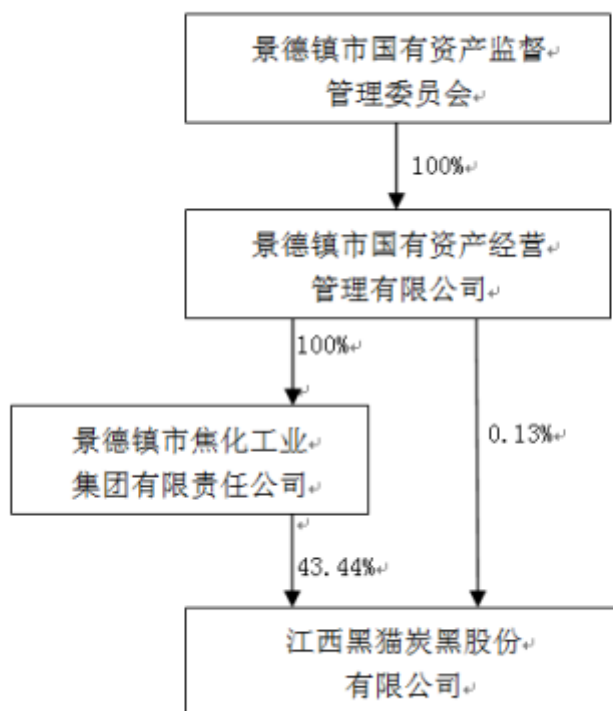 景德镇市国有资产监督
管理委员会
100%
景德镇市国有资产经营
管理有限公司
100%
景德镇市焦化工业
集团有限责任公司
0.13%
43.44%
江西黑猫炭黑股份
有限公司